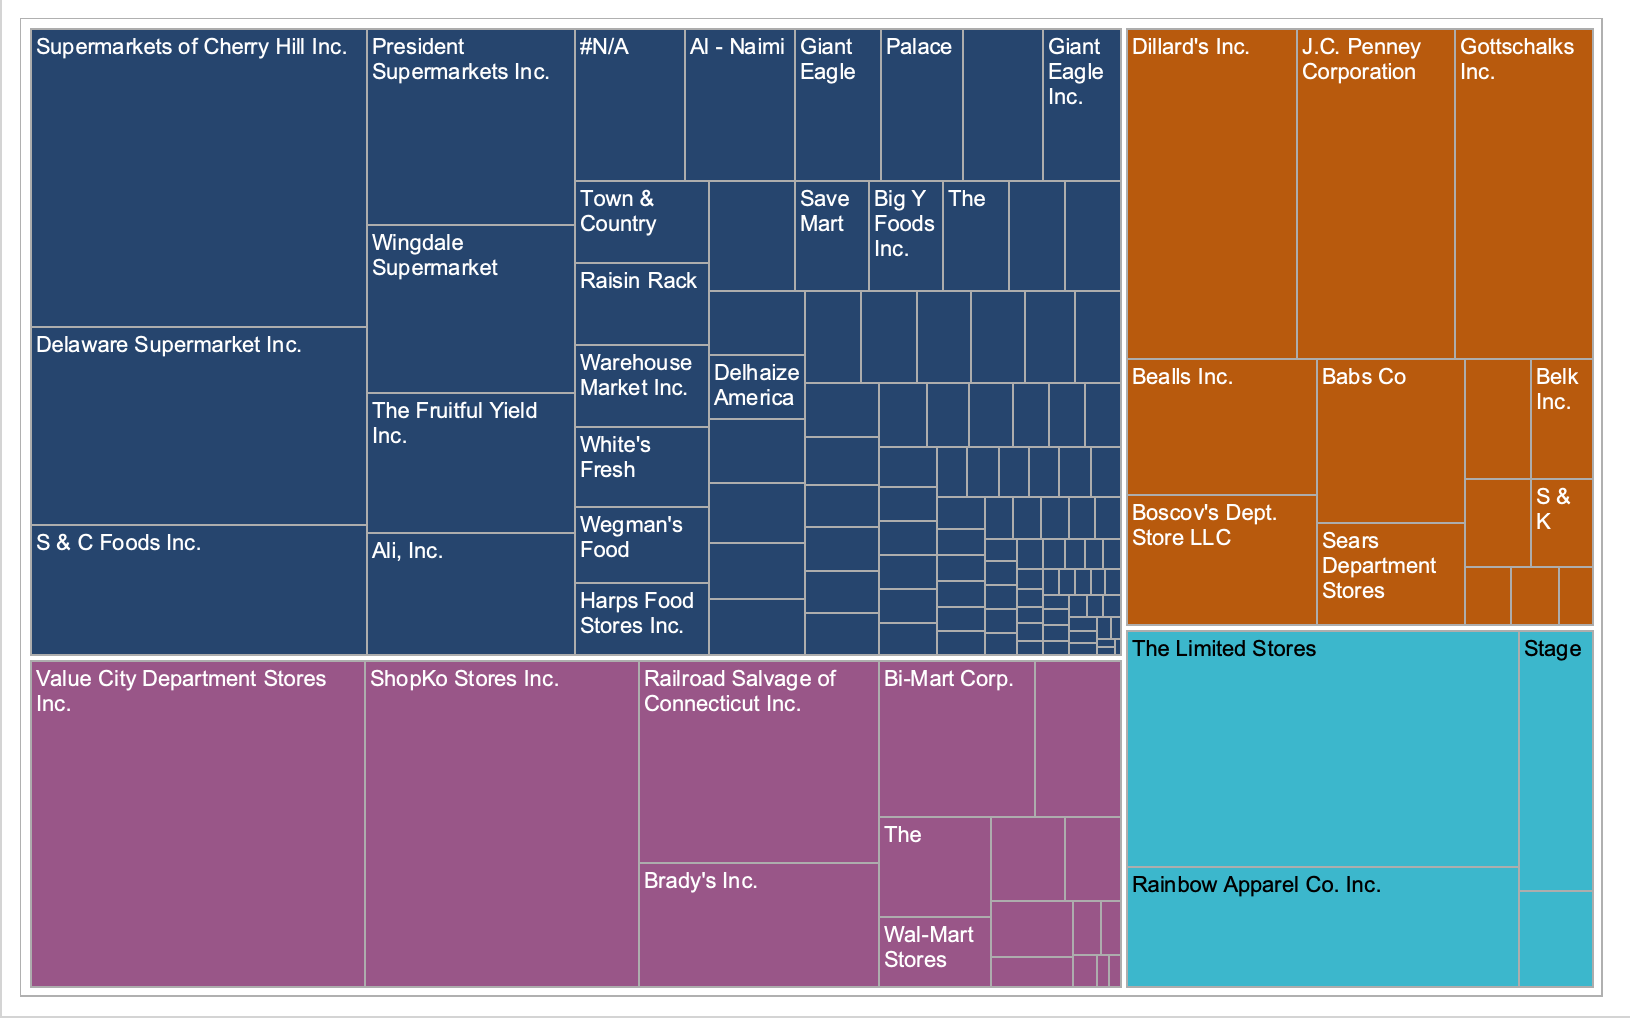 Supermarkets of Cherry Hill Inc.
Delaware Supermarket Inc.
S & C Foods Inc.
President
Supermarkets Inc.
Wingdale
Supermarket
The Fruitful Yield
Inc.
Ali, Inc.
#N/A
Al - Naimi
Giant
Eagle
Palace
Giant
Eagle
Inc.
Town &
Country
Raisin Rack
Warehouse
Market Inc.
White's
Fresh
Wegman's
Food
Harps Food
Stores Inc.
Save
Mart
Big Y
Foods
Inc.
The
Delhaize
America
Dillard's Inc.
J.C. Penney
Corporation
Gottschalks
Inc.
Bealls Inc.
Boscov's Dept.
Store LLC
Babs Co
Sears
Department
Stores
Belk
Inc.
S &
K
Value City Department Stores
Inc.
ShopKo Stores Inc.
Railroad Salvage of
Connecticut Inc.
Brady's Inc.
Bi-Mart Corp.
The
Wal-Mart
Stores
The Limited Stores
Rainbow Apparel Co. Inc.
Stage